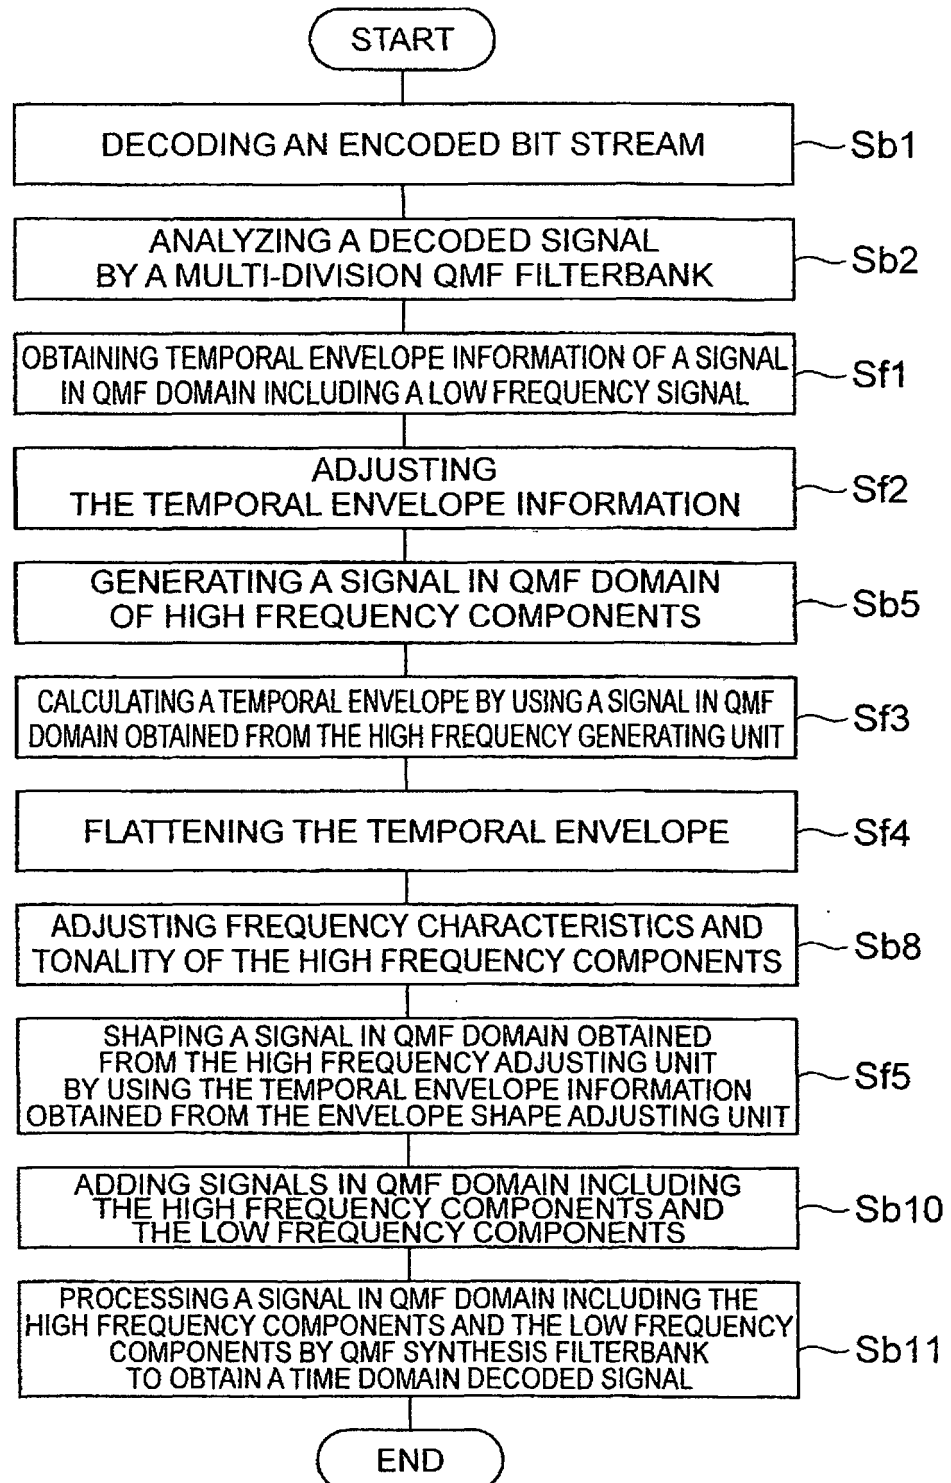 START
DECODING AN ENCODED BIT STREAM
Sb1
ANALYZING A DECODED SIGNAL
BY A MULTI-DIVISION QMF FILTERBANK
Sb2
OBTAINING TEMPORAL ENVELOPE INFORMATION OF A SIGNAL
IN QMF DOMAIN INCLUDING A LOW FREQUENCY SIGNAL
Sf1
ADJUSTING
THE TEMPORAL ENVELOPE INFORMATION
Sf2
GENERATING A SIGNAL IN QMF DOMAIN
OF HIGH FREQUENCY COMPONENTS
Sb5
CALCULATING A TEMPORAL ENVELOPE BY USING A SIGNAL IN QMF
DOMAIN OBTAINED FROM THE HIGH FREQUENCY GENERATING UNIT
Sf3
FLATTENING THE TEMPORAL ENVELOPE
Sf4
ADJUSTING FREQUENCY CHARACTERISTICS AND
TONALITY OF THE HIGH FREQUENCY COMPONENTS
Sb8
SHAPING A SIGNAL IN QMF DOMAIN OBTAINED
FROM THE HIGH FREQUENCY ADJUSTING UNIT
BY USING THE TEMPORAL ENVELOPE INFORMATION
OBTAINED FROM THE ENVELOPE SHAPE ADJUSTING UNIT
Sf5
ADDING SIGNALS IN QMF DOMAIN INCLUDING
THE HIGH FREQUENCY COMPONENTS AND
THE LOW FREQUENCY COMPONENTS
Sb10
PROCESSING A SIGNAL IN QMF DOMAIN INCLUDING THE
HIGH FREQUENCY COMPONENTS AND THE LOW FREQUENCY
COMPONENTS BY QMF SYNTHESIS FILTERBANK
TO OBTAIN A TIME DOMAIN DECODED SIGNAL
Sb11
END